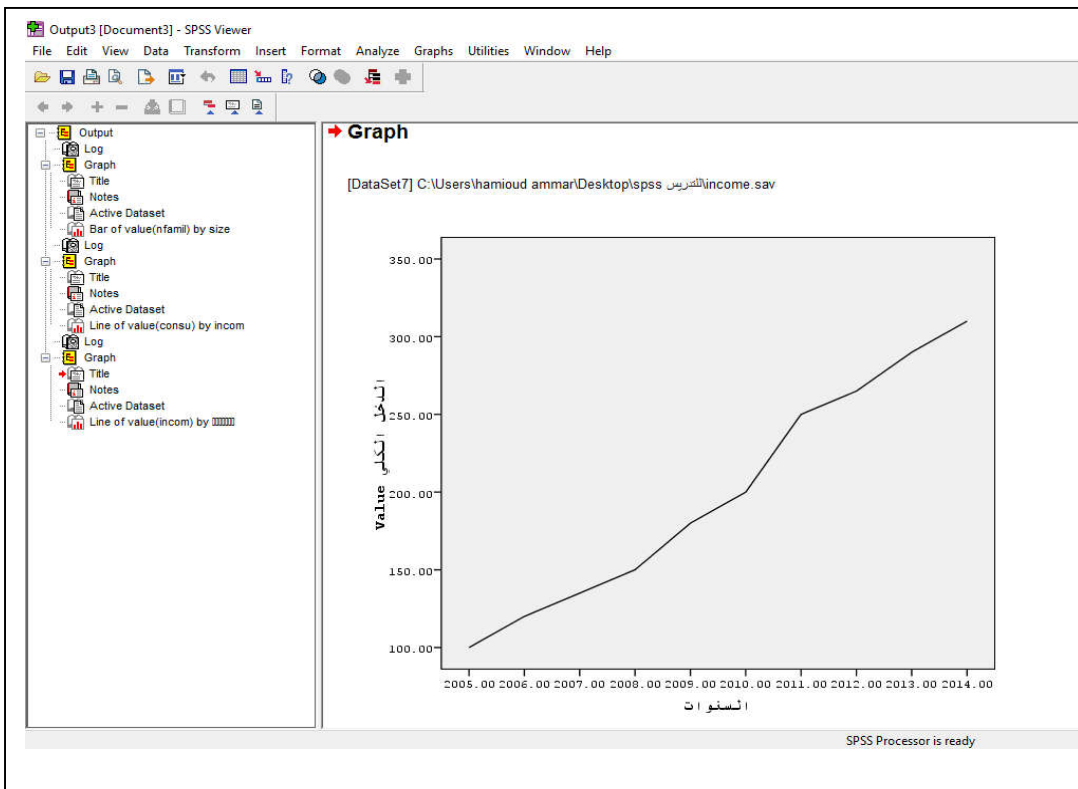 Output3 [Document3] - SPSS Viewer
File Edit View Data Transform Insert Format Analyze Graphs Utilities Window Help
Output
Log
Graph
Title
Notes
Active Dataset
Bar of value(nfamil) by size
Log
Graph
Title
Notes
Active Dataset
Line of value(consu) by incom
Log
Graph
Title
Notes
Active Dataset
Line of value(incom) by
Graph
[DataSet7] C:\Users\hamioud ammar\Desktop\spss للتدريس\income.sav
Value الدخل الكلي
350.00
300.00
250.00
200.00
150.00
100.00
2005.00 2006.00 2007.00 2008.00 2009.00 2010.00 2011.00 2012.00 2013.00 2014.00
السنوات
SPSS Processor is ready